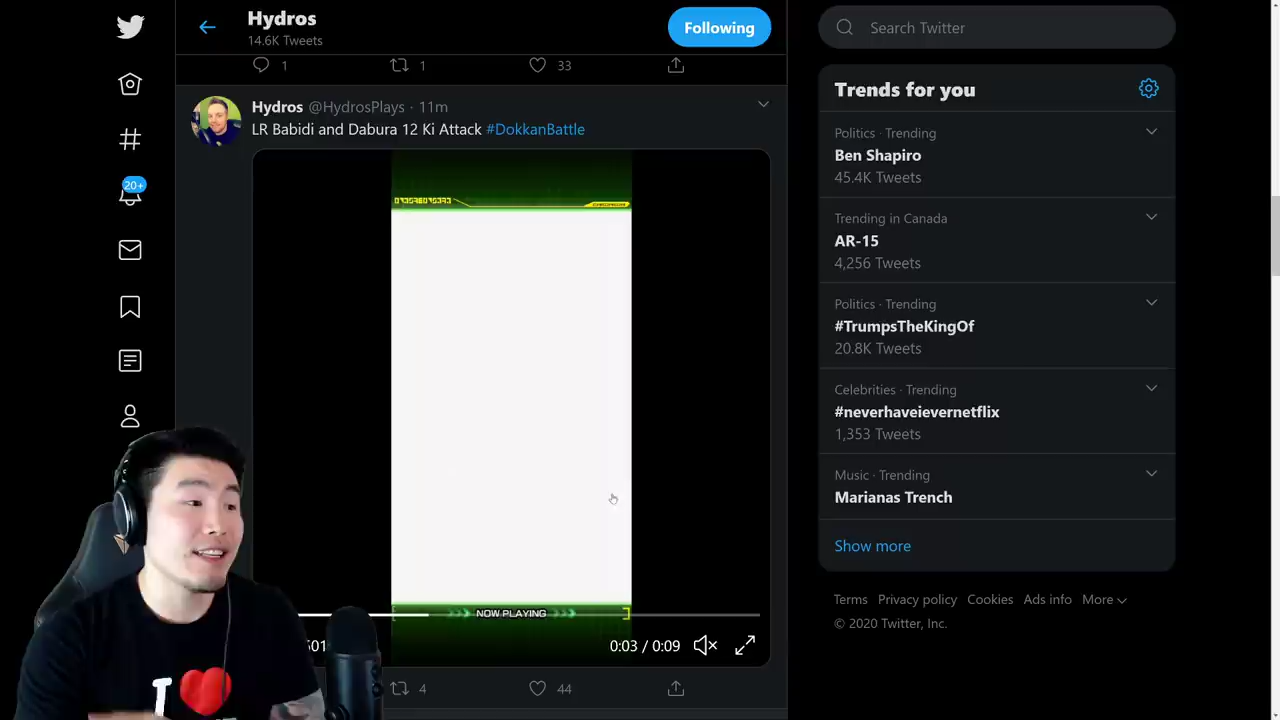 Hydros
14.6K Tweets
Following
1
1
33
Hydros @HydrosPlays · 11m
LR Babidi and Dabura 12 Ki Attack #DokkanBattle
NOW PLAYING
0:03 / 0:09
4
44
20+
Search Twitter
Trends for you
Politics · Trending
Ben Shapiro
45.4K Tweets
Trending in Canada
AR-15
4,256 Tweets
Politics · Trending
#TrumpsTheKingOf
20.8K Tweets
Celebrities · Trending
#neverhaveievernetflix
1,353 Tweets
Music · Trending
Marianas Trench
Show more
Terms Privacy policy Cookies Ads info More
© 2020 Twitter, Inc.
I